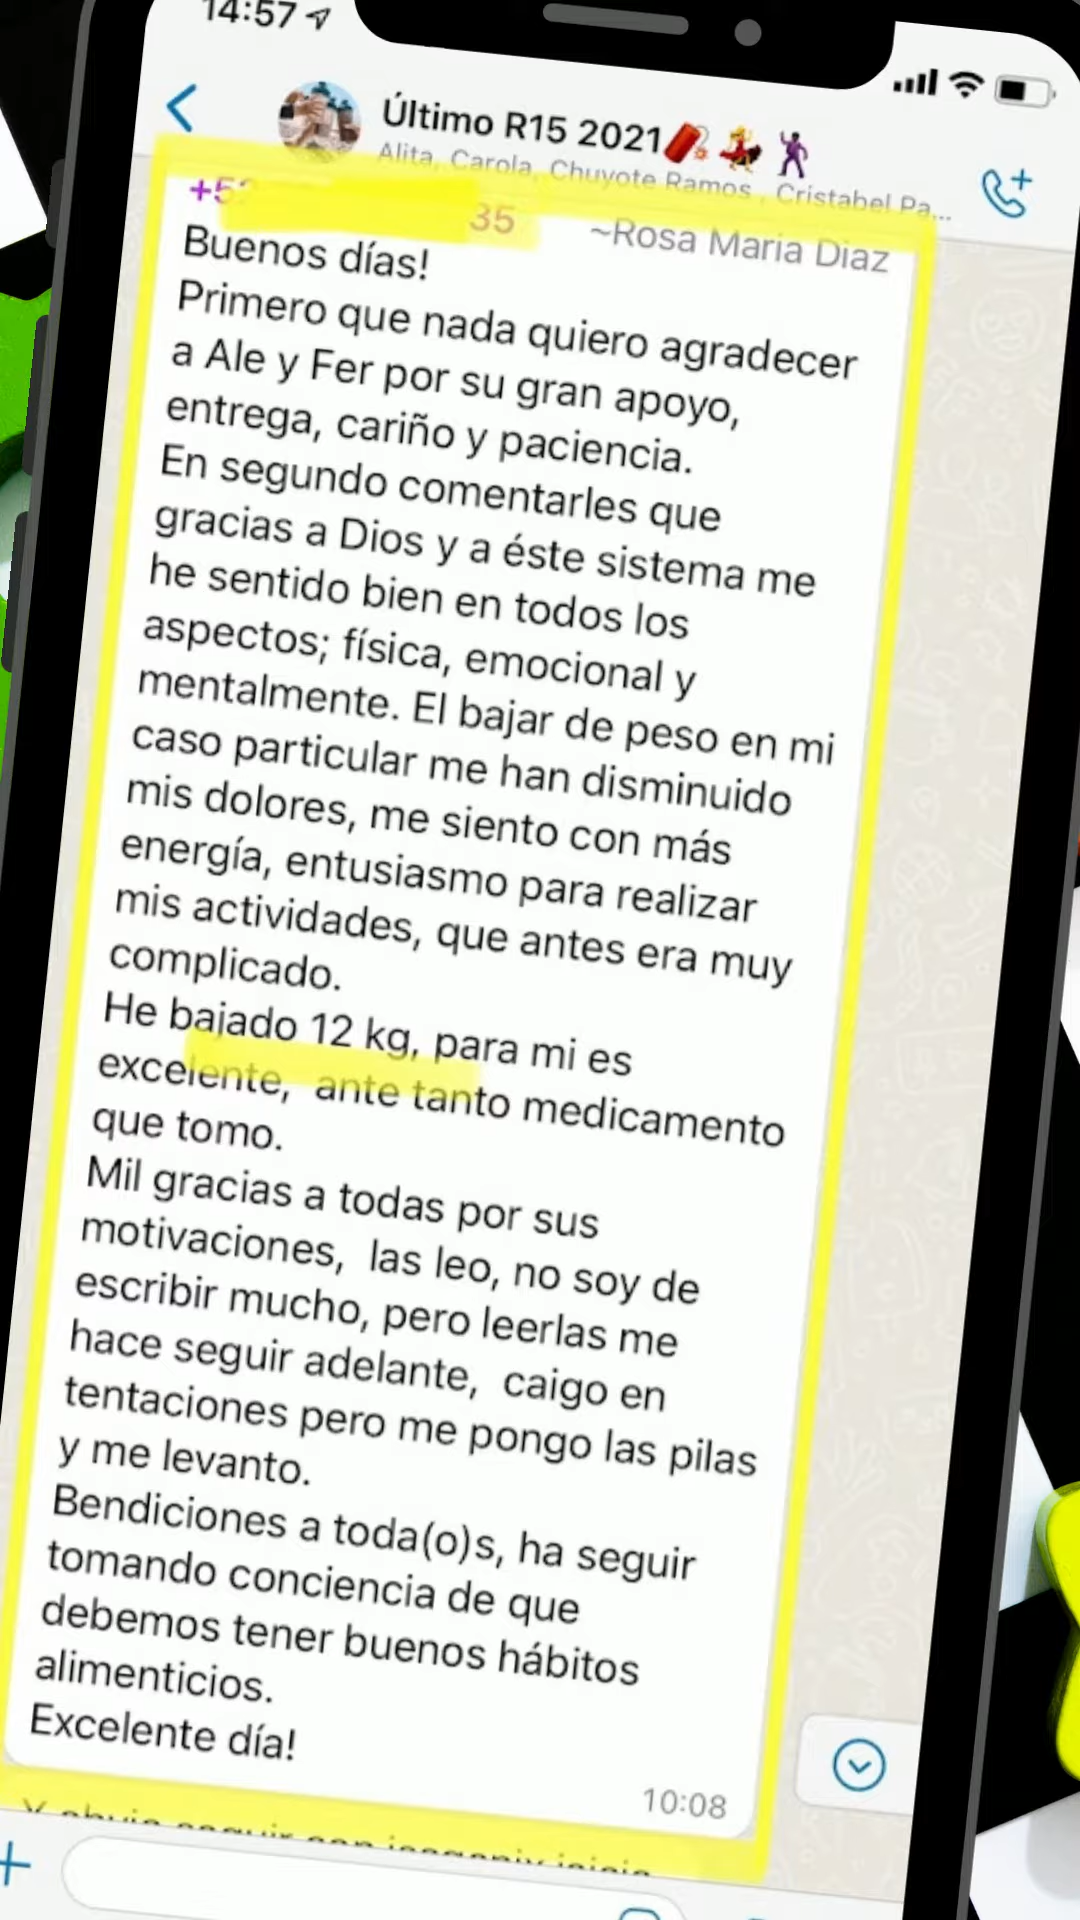 14:57
Último R15 2021
Alita, Carola, Chuyote Ramos, Cristabel Pa...
+52 35 ~Rosa Maria Diaz
Buenos días!
Primero que nada quiero agradecer
a Ale y Fer por su gran apoyo,
entrega, cariño y paciencia.
En segundo comentarles que
gracias a Dios y a éste sistema me
he sentido bien en todos los
aspectos; física, emocional y
mentalmente. El bajar de peso en mi
caso particular me han disminuido
mis dolores, me siento con más
energía, entusiasmo para realizar
mis actividades, que antes era muy
complicado.
He bajado 12 kg, para mi es
excelente, ante tanto medicamento
que tomo.
Mil gracias a todas por sus
motivaciones, las leo, no soy de
escribir mucho, pero leerlas me
hace seguir adelante, caigo en
tentaciones pero me pongo las pilas
y me levanto.
Bendiciones a toda(o)s, ha seguir
tomando conciencia de que
debemos tener buenos hábitos
alimenticios.
Excelente día!
10:08